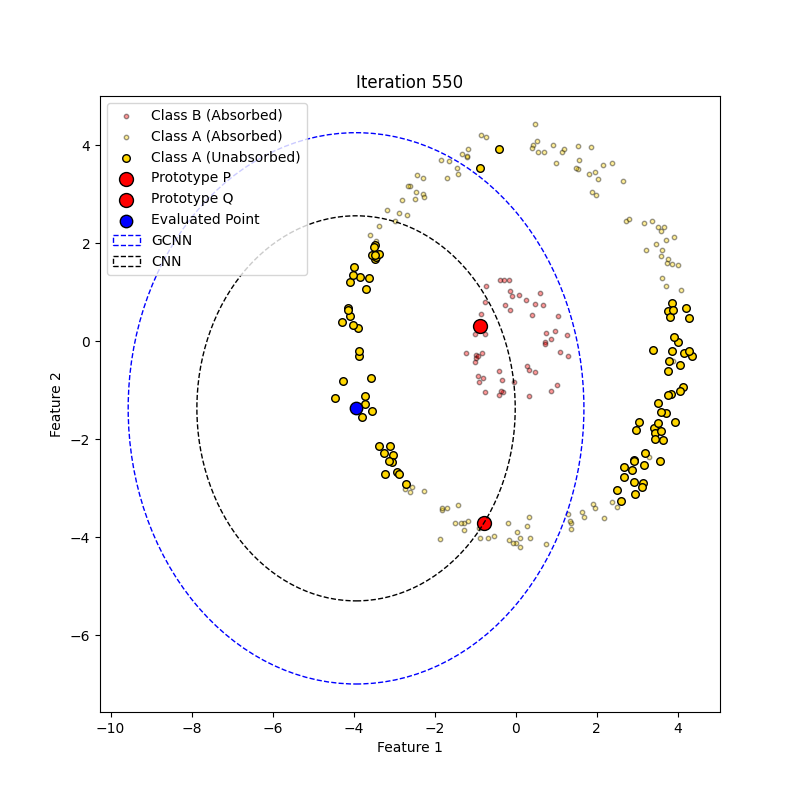 Iteration 550
Class B (Absorbed)
Class A (Absorbed)
Class A (Unabsorbed)
Prototype P
Prototype Q
Evaluated Point
GCNN
CNN
4
2
0
−2
−4
−6
Feature 2
−10 −8 −6 −4 −2 0 2 4
Feature 1